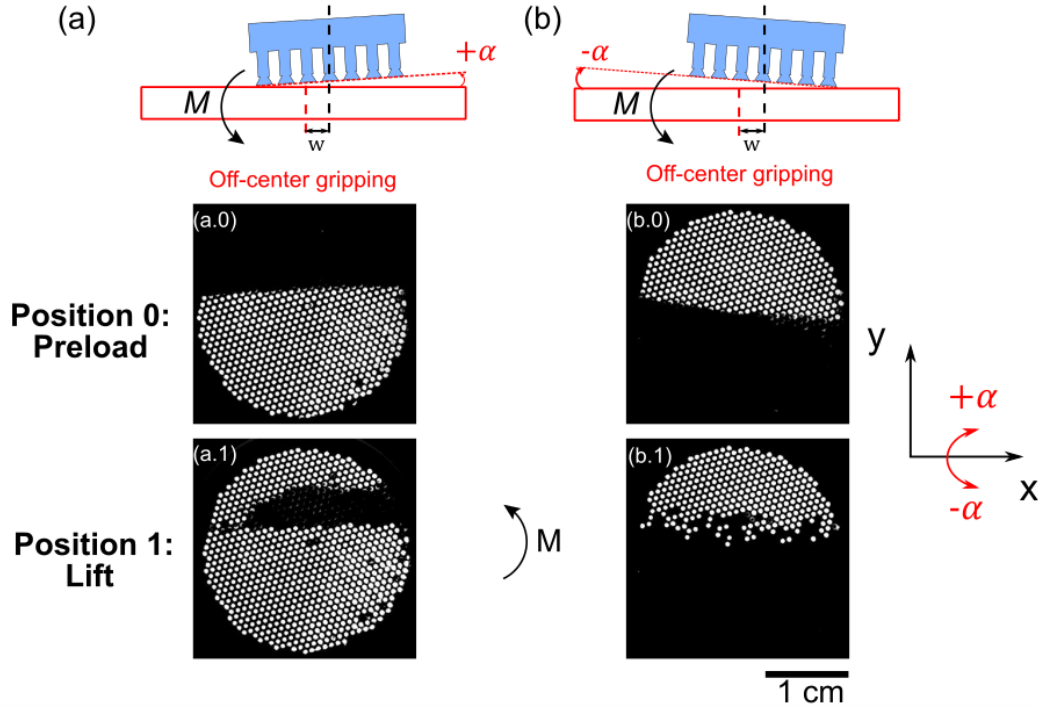 (a)
(b)
+α
-α
M
M
w
w
Off-center gripping
Off-center gripping
(a.0)
(b.0)
Position 0:
Preload
y
+α
x
-α
(a.1)
(b.1)
Position 1:
Lift
M
1 cm